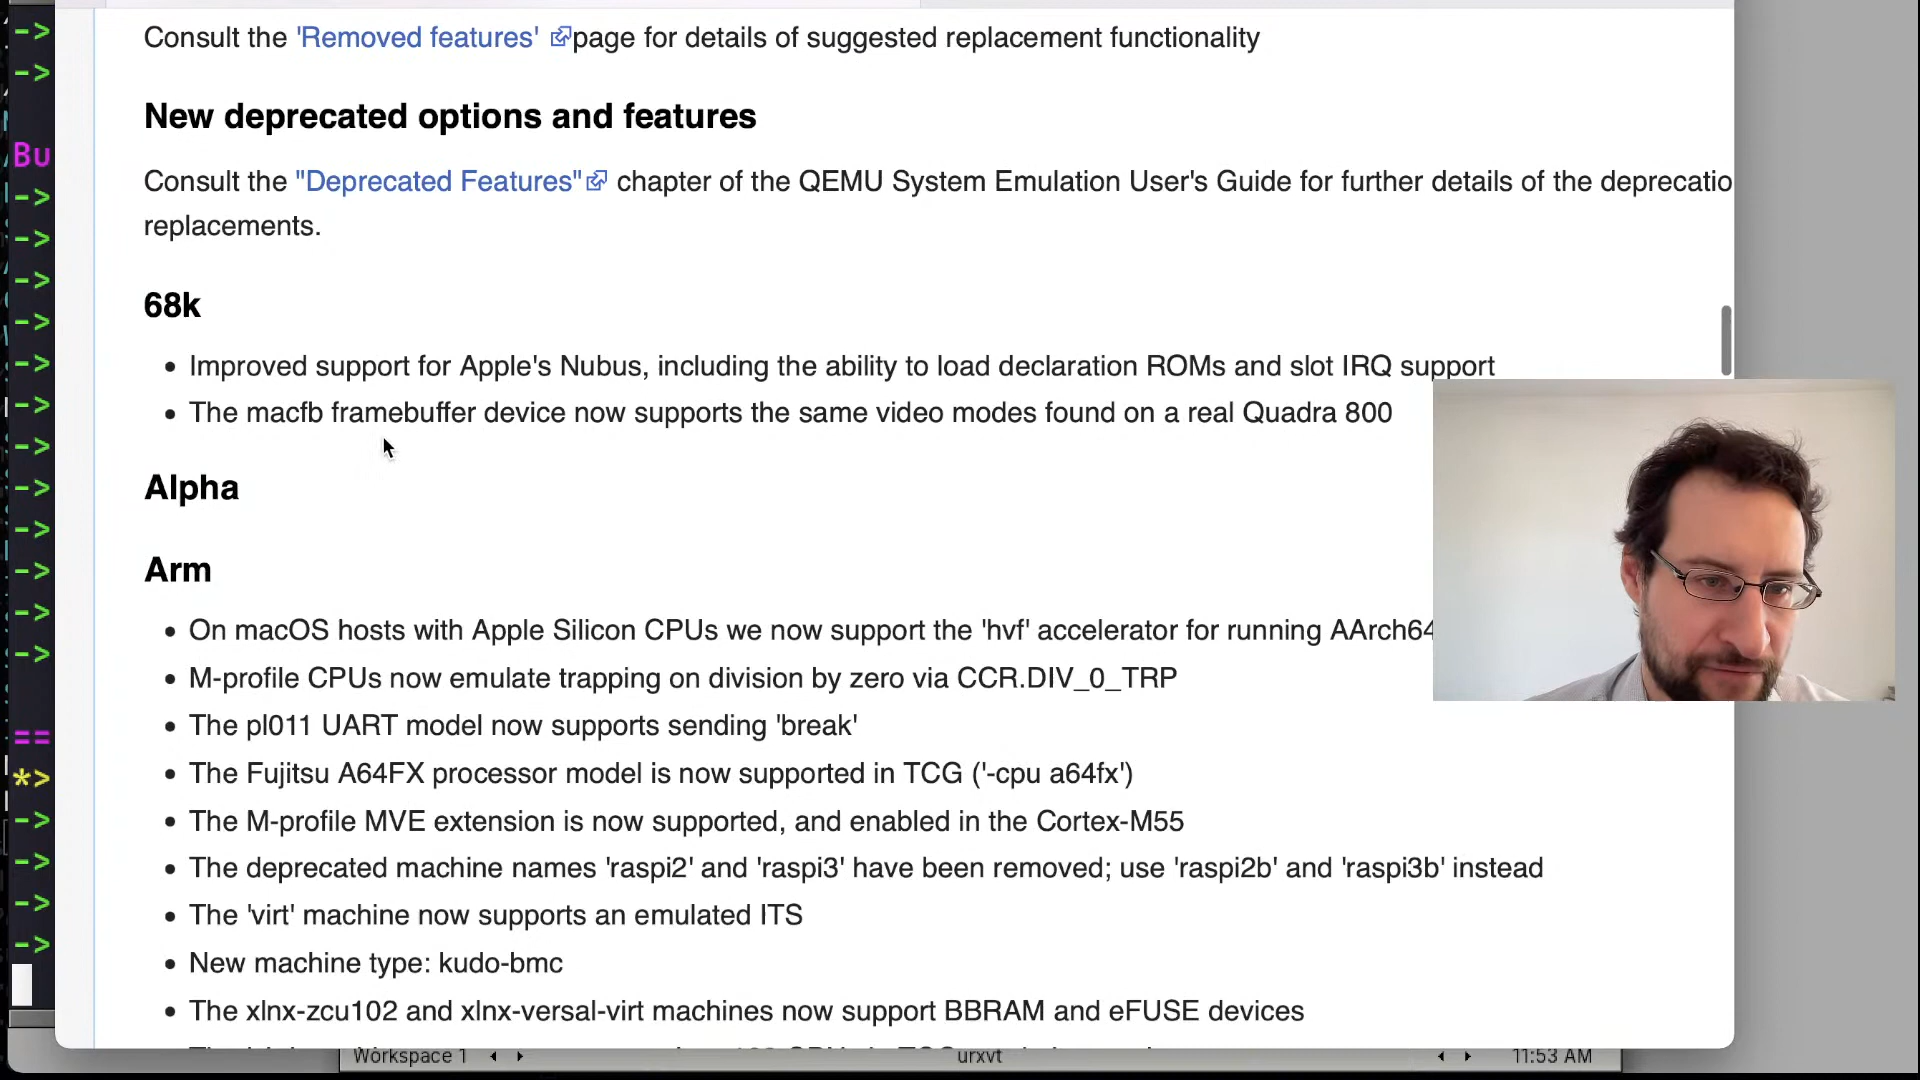 Consult the 'Removed features' page for details of suggested replacement functionality
New deprecated options and features
Consult the "Deprecated Features" chapter of the QEMU System Emulation User's Guide for further details of the deprecatio
replacements.
68k
• Improved support for Apple's Nubus, including the ability to load declaration ROMs and slot IRQ support
• The macfb framebuffer device now supports the same video modes found on a real Quadra 800
Alpha
Arm
• On macOS hosts with Apple Silicon CPUs we now support the 'hvf' accelerator for running AArch64
• M-profile CPUs now emulate trapping on division by zero via CCR.DIV_0_TRP
• The pl011 UART model now supports sending 'break'
• The Fujitsu A64FX processor model is now supported in TCG ('-cpu a64fx')
• The M-profile MVE extension is now supported, and enabled in the Cortex-M55
• The deprecated machine names 'raspi2' and 'raspi3' have been removed; use 'raspi2b' and 'raspi3b' instead
• The 'virt' machine now supports an emulated ITS
• New machine type: kudo-bmc
• The xlnx-zcu102 and xlnx-versal-virt machines now support BBRAM and eFUSE devices
->
->
Bu
->
->
->
->
->
->
->
->
->
->
->
->
==
*>
->
->
->
->
Workspace 1
urxvt
11:53 AM